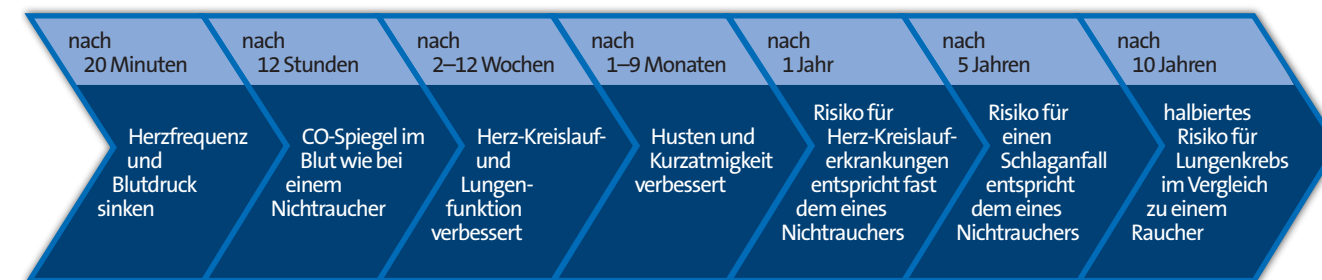 nach
20 Minuten
Herzfrequenz
und
Blutdruck
sinken
nach
12 Stunden
CO-Spiegel im
Blut wie bei
einem
Nichtraucher
nach
2–12 Wochen
Herz-Kreislauf-
und
Lungen-
funktion
verbessert
nach
1–9 Monaten
Husten und
Kurzatmigkeit
verbessert
nach
1 Jahr
Risiko für
Herz-Kreislauf-
erkrankungen
entspricht fast
dem eines
Nichtrauchers
nach
5 Jahren
Risiko für
einen
Schlaganfall
entspricht
dem eines
Nichtrauchers
nach
10 Jahren
halbiertes
Risiko für
Lungenkrebs
im Vergleich
zu einem
Raucher